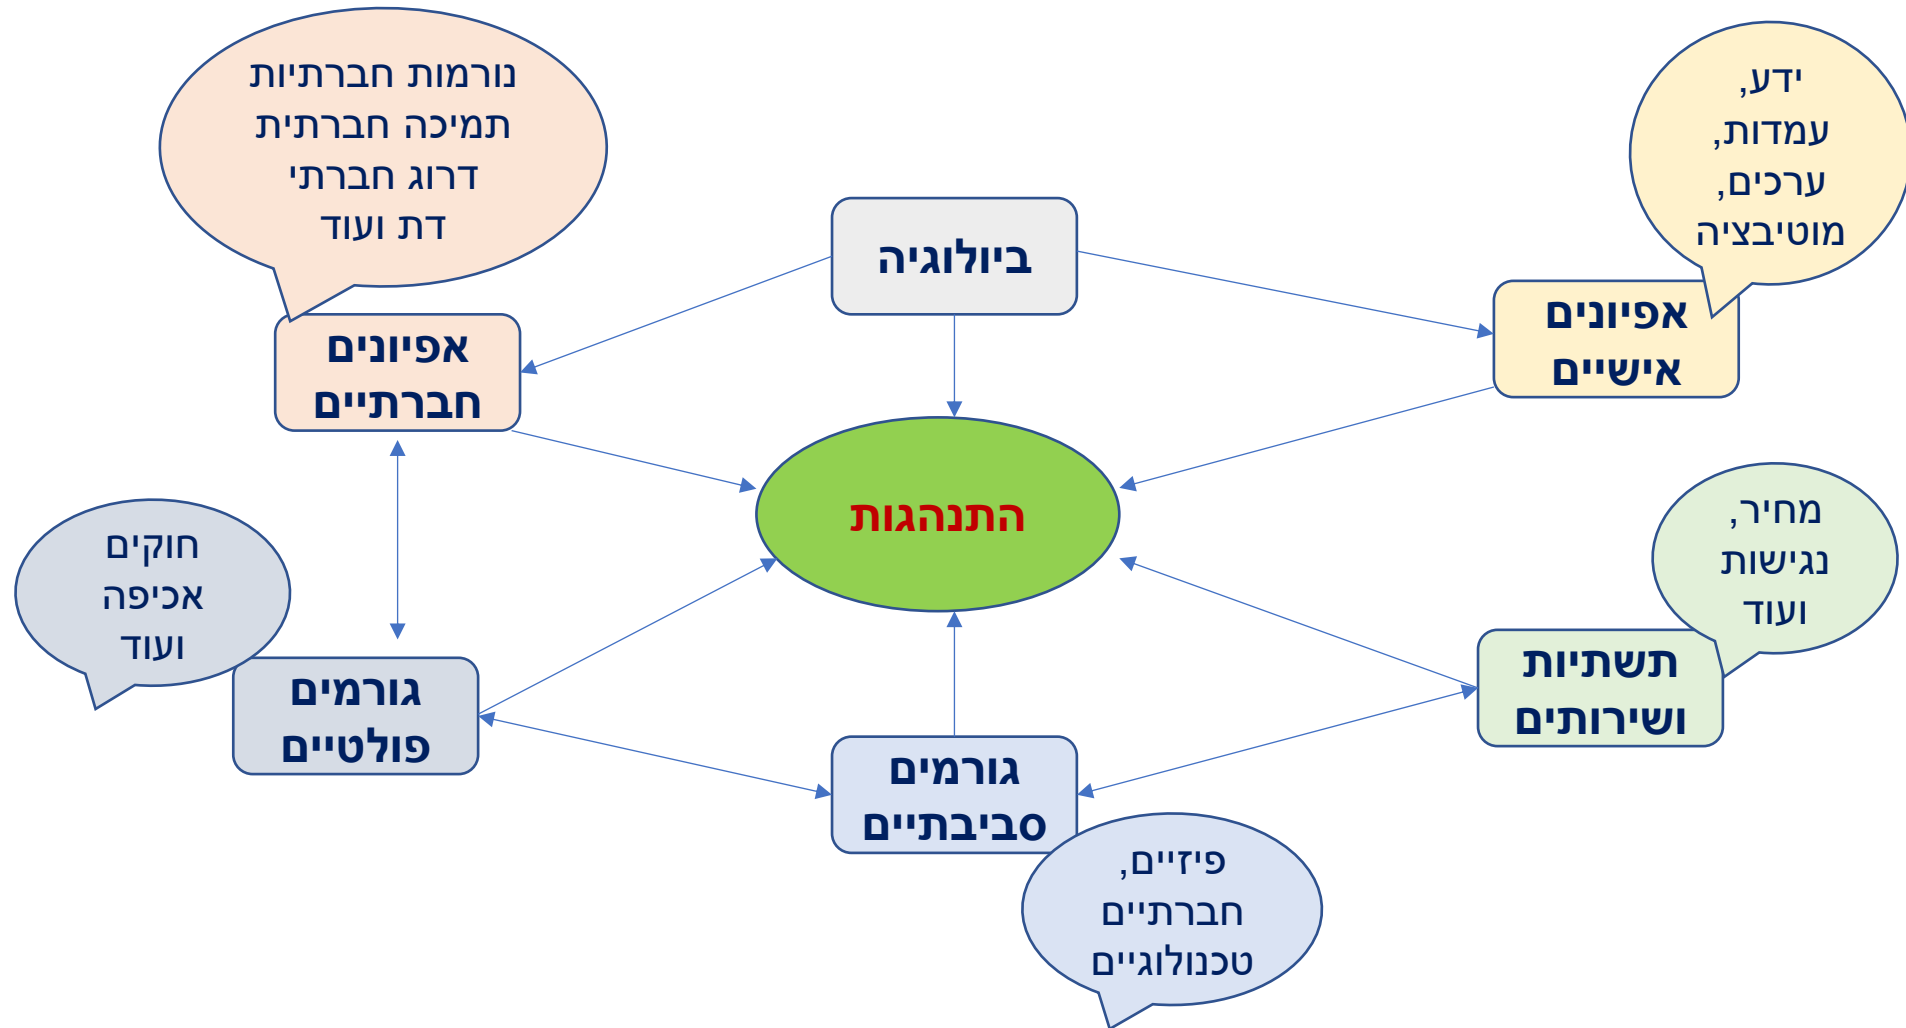 נורמות חברתיות
תמיכה חברתית
דרוג חברתי
דת ועוד
ידע,
עמדות,
ערכים,
מוטיבציה
ביולוגיה
אפיונים
אישיים
אפיונים
חברתיים
התנהגות
מחיר,
נגישות
ועוד
חוקים
אכיפה
ועוד
תשתיות
ושירותים
גורמים
פולטיים
גורמים
סביבתיים
פיזיים,
חברתיים
טכנולוגיים